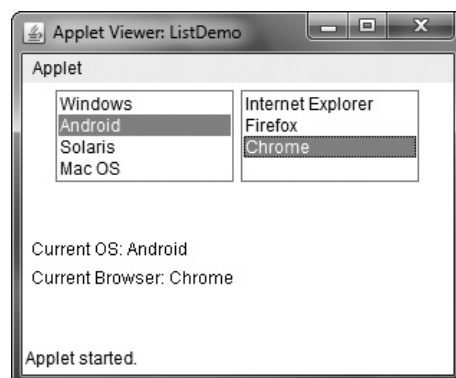 Applet Viewer: ListDemo
Applet
Windows
Android
Solaris
Mac OS
Internet Explorer
Firefox
Chrome
Current OS: Android
Current Browser: Chrome
Applet started.